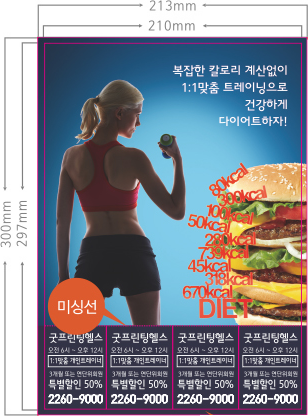 213mm
210mm
300mm
297mm
복잡한 칼로리 계산없이
1:1맞춤 트레이닝으로
건강하게
다이어트하자!
80kcal
309kcal
100kcal
50kcal
280kcal
739kcal
45kcal
318kcal
670kcal
DIET
미싱선
굿프린팅헬스 굿프린팅헬스 굿프린팅헬스 굿프린팅헬스
오전 6시 ~ 오후 12시 오전 6시 ~ 오후 12시 오전 6시 ~ 오후 12시 오전 6시 ~ 오후 12시
1:1맞춤 개인트레이너 1:1맞춤 개인트레이너 1:1맞춤 개인트레이너 1:1맞춤 개인트레이너
3개월 또는 연단위회원 3개월 또는 연단위회원 3개월 또는 연단위회원 3개월 또는 연단위회원
특별할인 50% 특별할인 50% 특별할인 50% 특별할인 50%
2260-9000 2260-9000 2260-9000 2260-9000